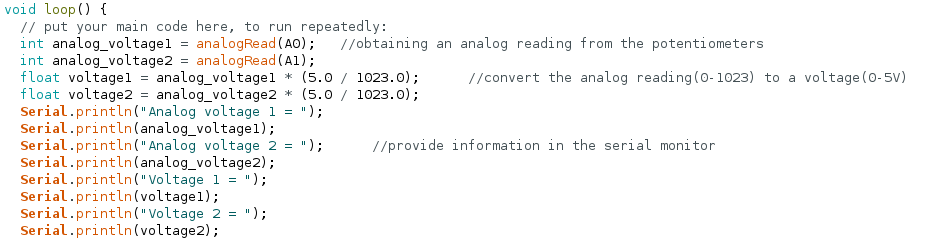 void loop() {
  // put your main code here, to run repeatedly:
  int analog_voltage1 = analogRead(A0);   //obtaining an analog reading from the potentiometers
  int analog_voltage2 = analogRead(A1);
  float voltage1 = analog_voltage1 * (5.0 / 1023.0);      //convert the analog reading(0-1023) to a voltage(0-5V)
  float voltage2 = analog_voltage2 * (5.0 / 1023.0);
  Serial.println("Analog voltage 1 = ");
  Serial.println(analog_voltage1);
  Serial.println("Analog voltage 2 = ");      //provide information in the serial monitor
  Serial.println(analog_voltage2);
  Serial.println("Voltage 1 = ");
  Serial.println(voltage1);
  Serial.println("Voltage 2 = ");
  Serial.println(voltage2);